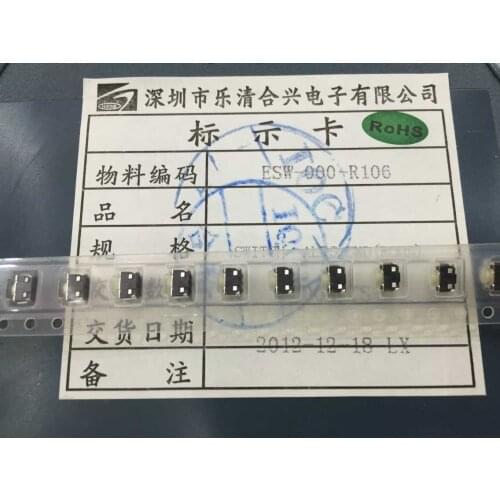 深圳市乐清合兴电子有限公司
标 示 卡
RoHS
物料编码 ESW-000-R106
品 名
规 格
交货日期 2012-12-18 LX
备 注